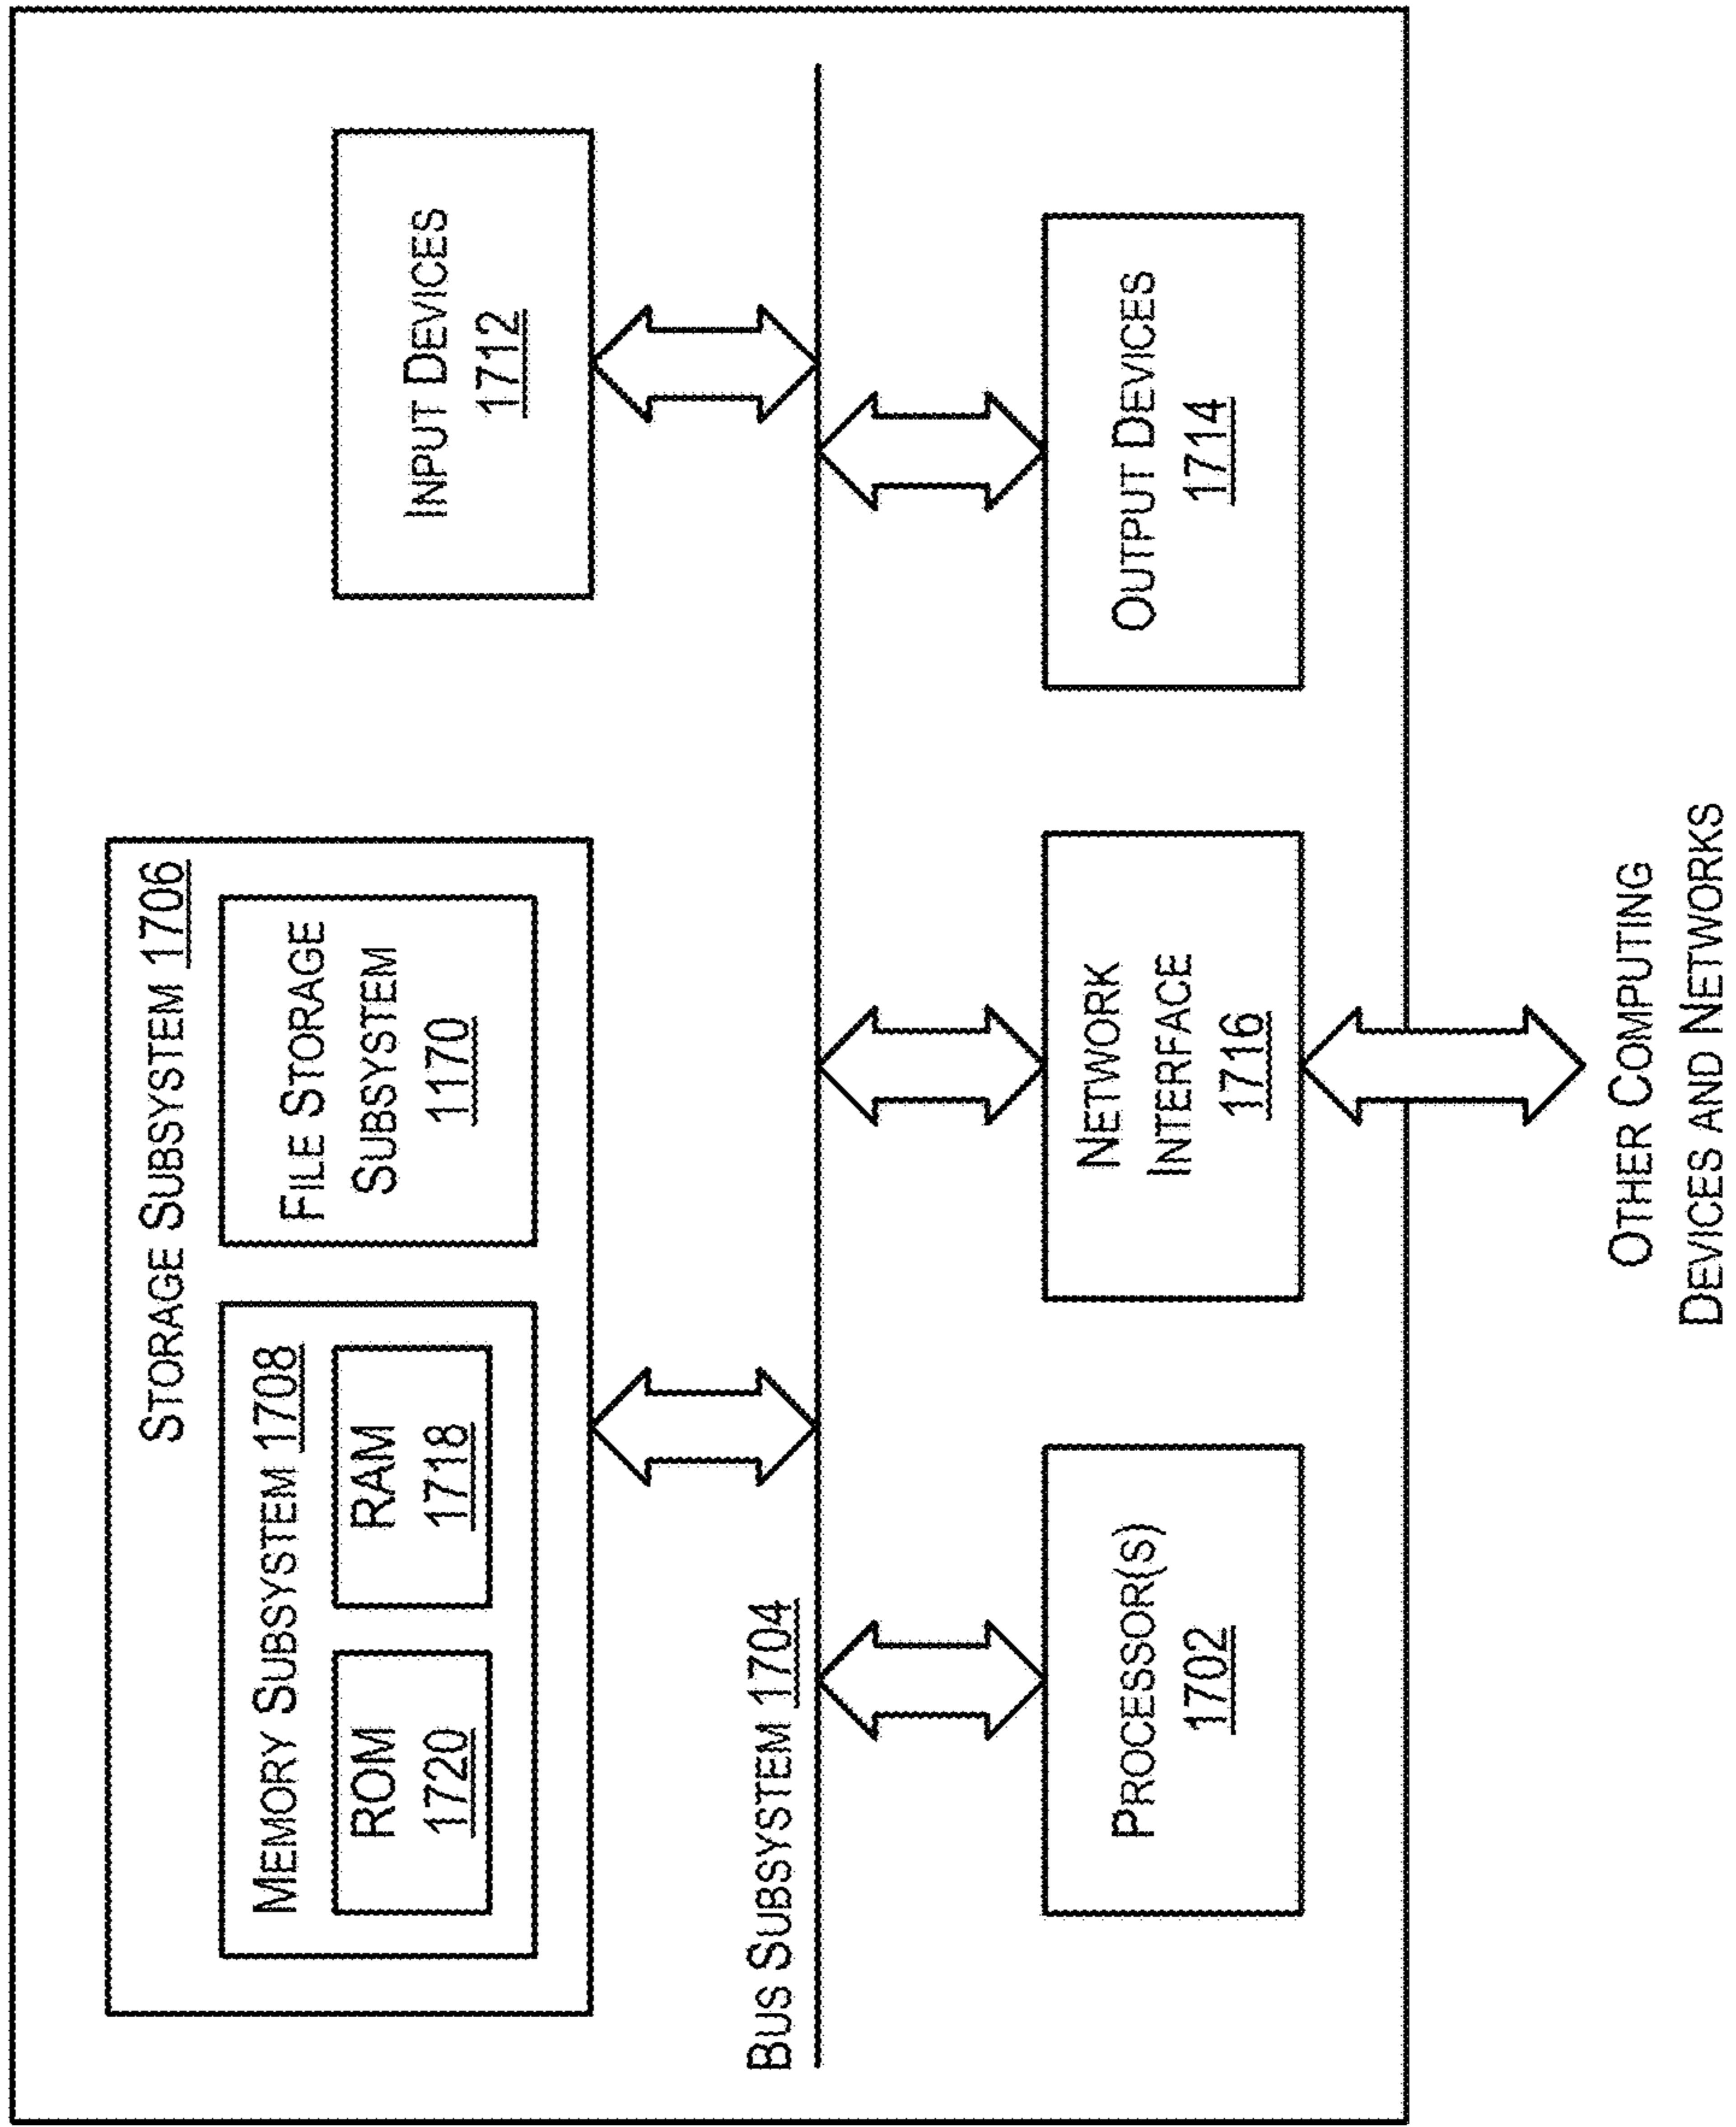 STORAGE SUBSYSTEM 1706
MEMORY SUBSYSTEM 1708
ROM
1720
RAM
1718
FILE STORAGE
SUBSYSTEM
1170
INPUT DEVICES
1712
BUS SUBSYSTEM 1704
PROCESSOR(S)
1702
NETWORK
INTERFACE
1716
OUTPUT DEVICES
1714
OTHER COMPUTING
DEVICES AND NETWORKS